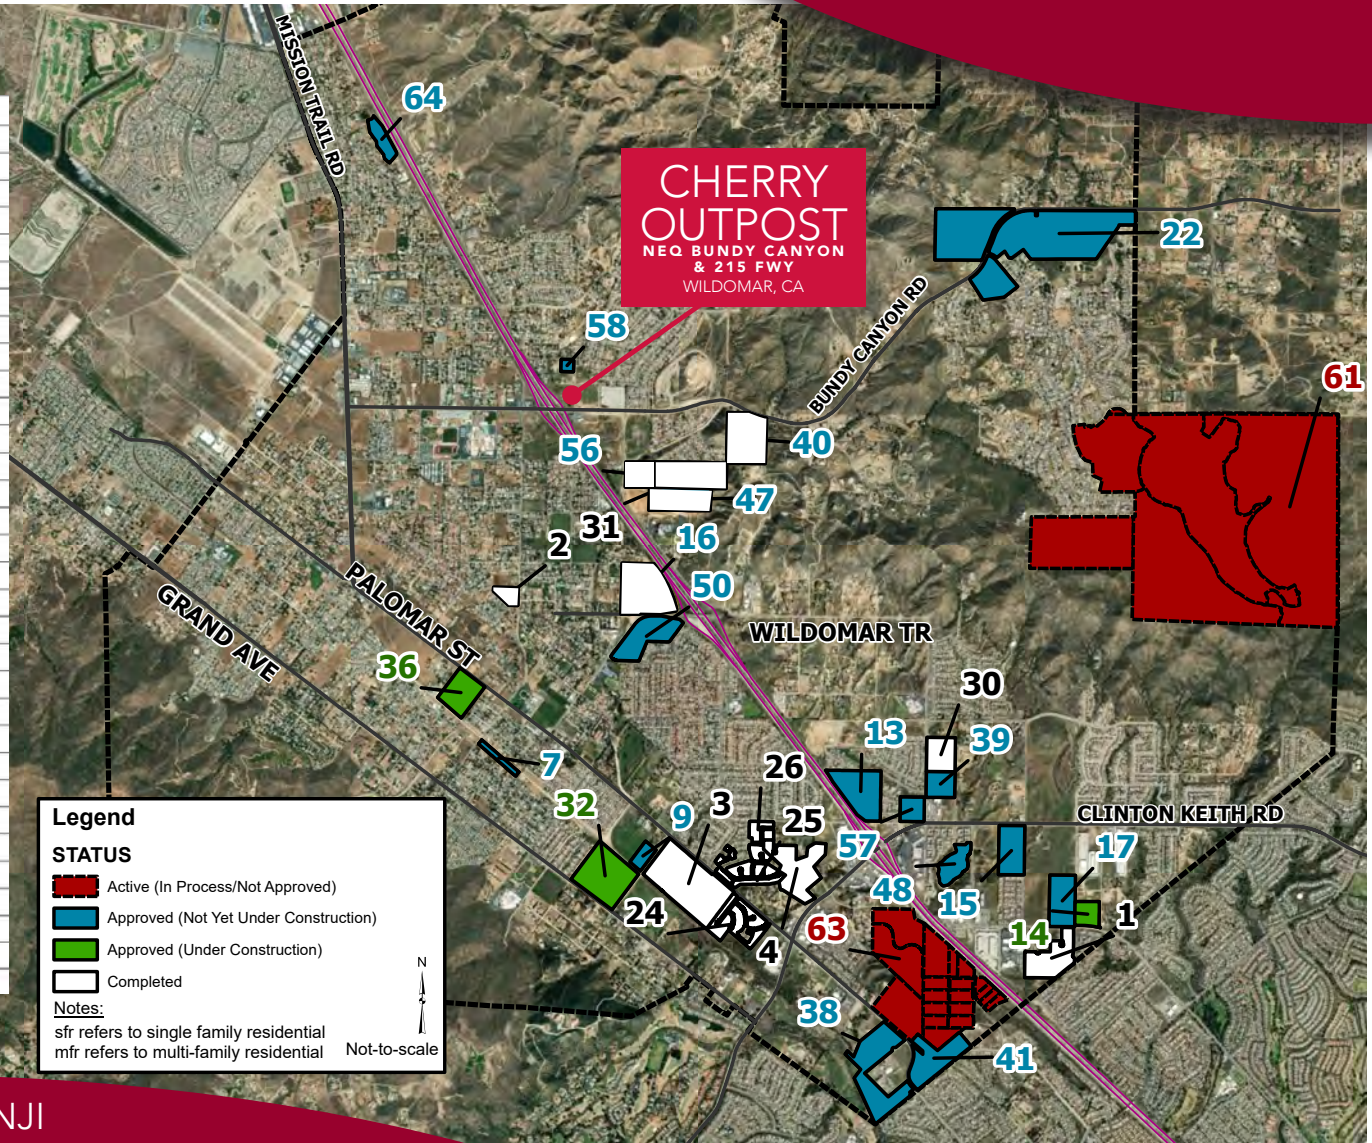 MISSION TRAIL RD
64
CHERRY
OUTPOST
NEQ BUNDY CANYON
& 215 FWY
WILDOMAR, CA
22
58
BUNDY CANYON RD
61
56
40
47
31
2
16
50
PALOMAR ST
GRAND AVE
WILDOMAR TR
36
30
13
39
7
26
32
9
3
25
CLINTON KEITH RD
57
17
48
15
24
63
14
1
4
38
41
Legend
STATUS
Active (In Process/Not Approved)
Approved (Not Yet Under Construction)
Approved (Under Construction)
Completed
Notes:
sfr refers to single family residential
mfr refers to multi-family residential
N
Not-to-scale
NJI